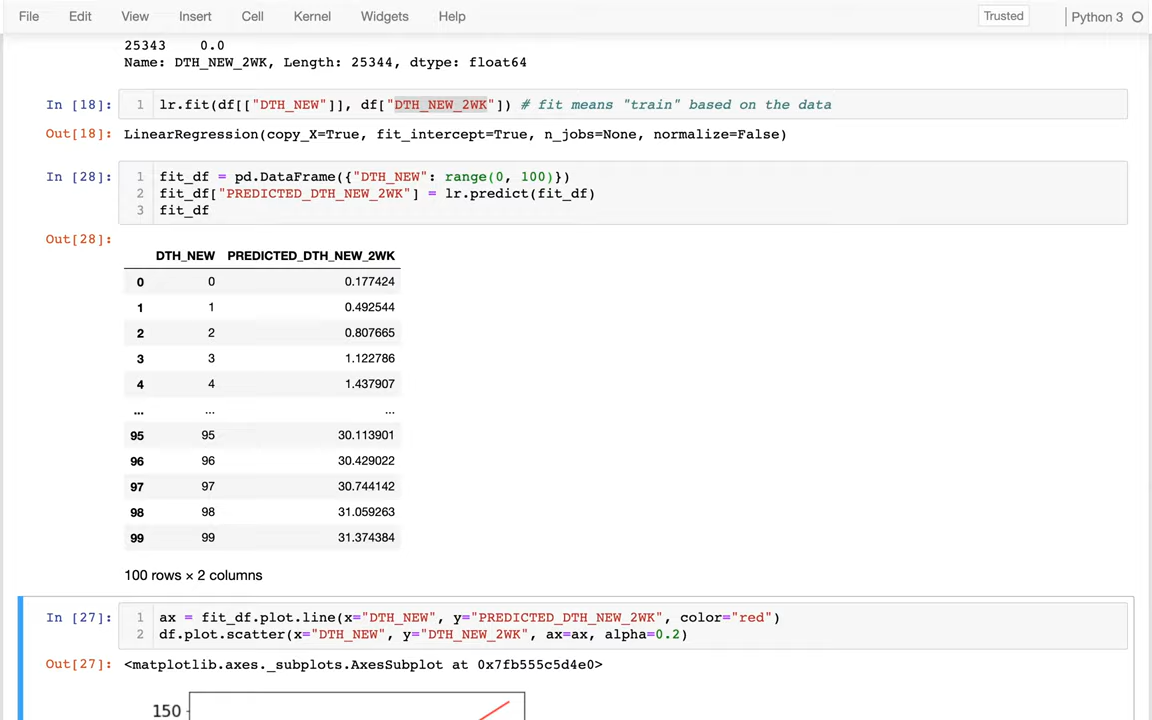 File Edit View Insert Cell Kernel Widgets Help Trusted Python 3
25343 0.0
Name: DTH_NEW_2WK, Length: 25344, dtype: float64
In [18]: 1 lr.fit(df[["DTH_NEW"]], df["DTH_NEW_2WK"]) # fit means "train" based on the data
Out[18]: LinearRegression(copy_X=True, fit_intercept=True, n_jobs=None, normalize=False)
In [28]: 1 fit_df = pd.DataFrame({"DTH_NEW": range(0, 100)})
2 fit_df["PREDICTED_DTH_NEW_2WK"] = lr.predict(fit_df)
3 fit_df
Out[28]:
DTH_NEW PREDICTED_DTH_NEW_2WK
0 0 0.177424
1 1 0.492544
2 2 0.807665
3 3 1.122786
4 4 1.437907
... ... ...
95 95 30.113901
96 96 30.429022
97 97 30.744142
98 98 31.059263
99 99 31.374384
100 rows × 2 columns
In [27]: 1 ax = fit_df.plot.line(x="DTH_NEW", y="PREDICTED_DTH_NEW_2WK", color="red")
2 df.plot.scatter(x="DTH_NEW", y="DTH_NEW_2WK", ax=ax, alpha=0.2)
Out[27]: <matplotlib.axes._subplots.AxesSubplot at 0x7fb555c5d4e0>
150